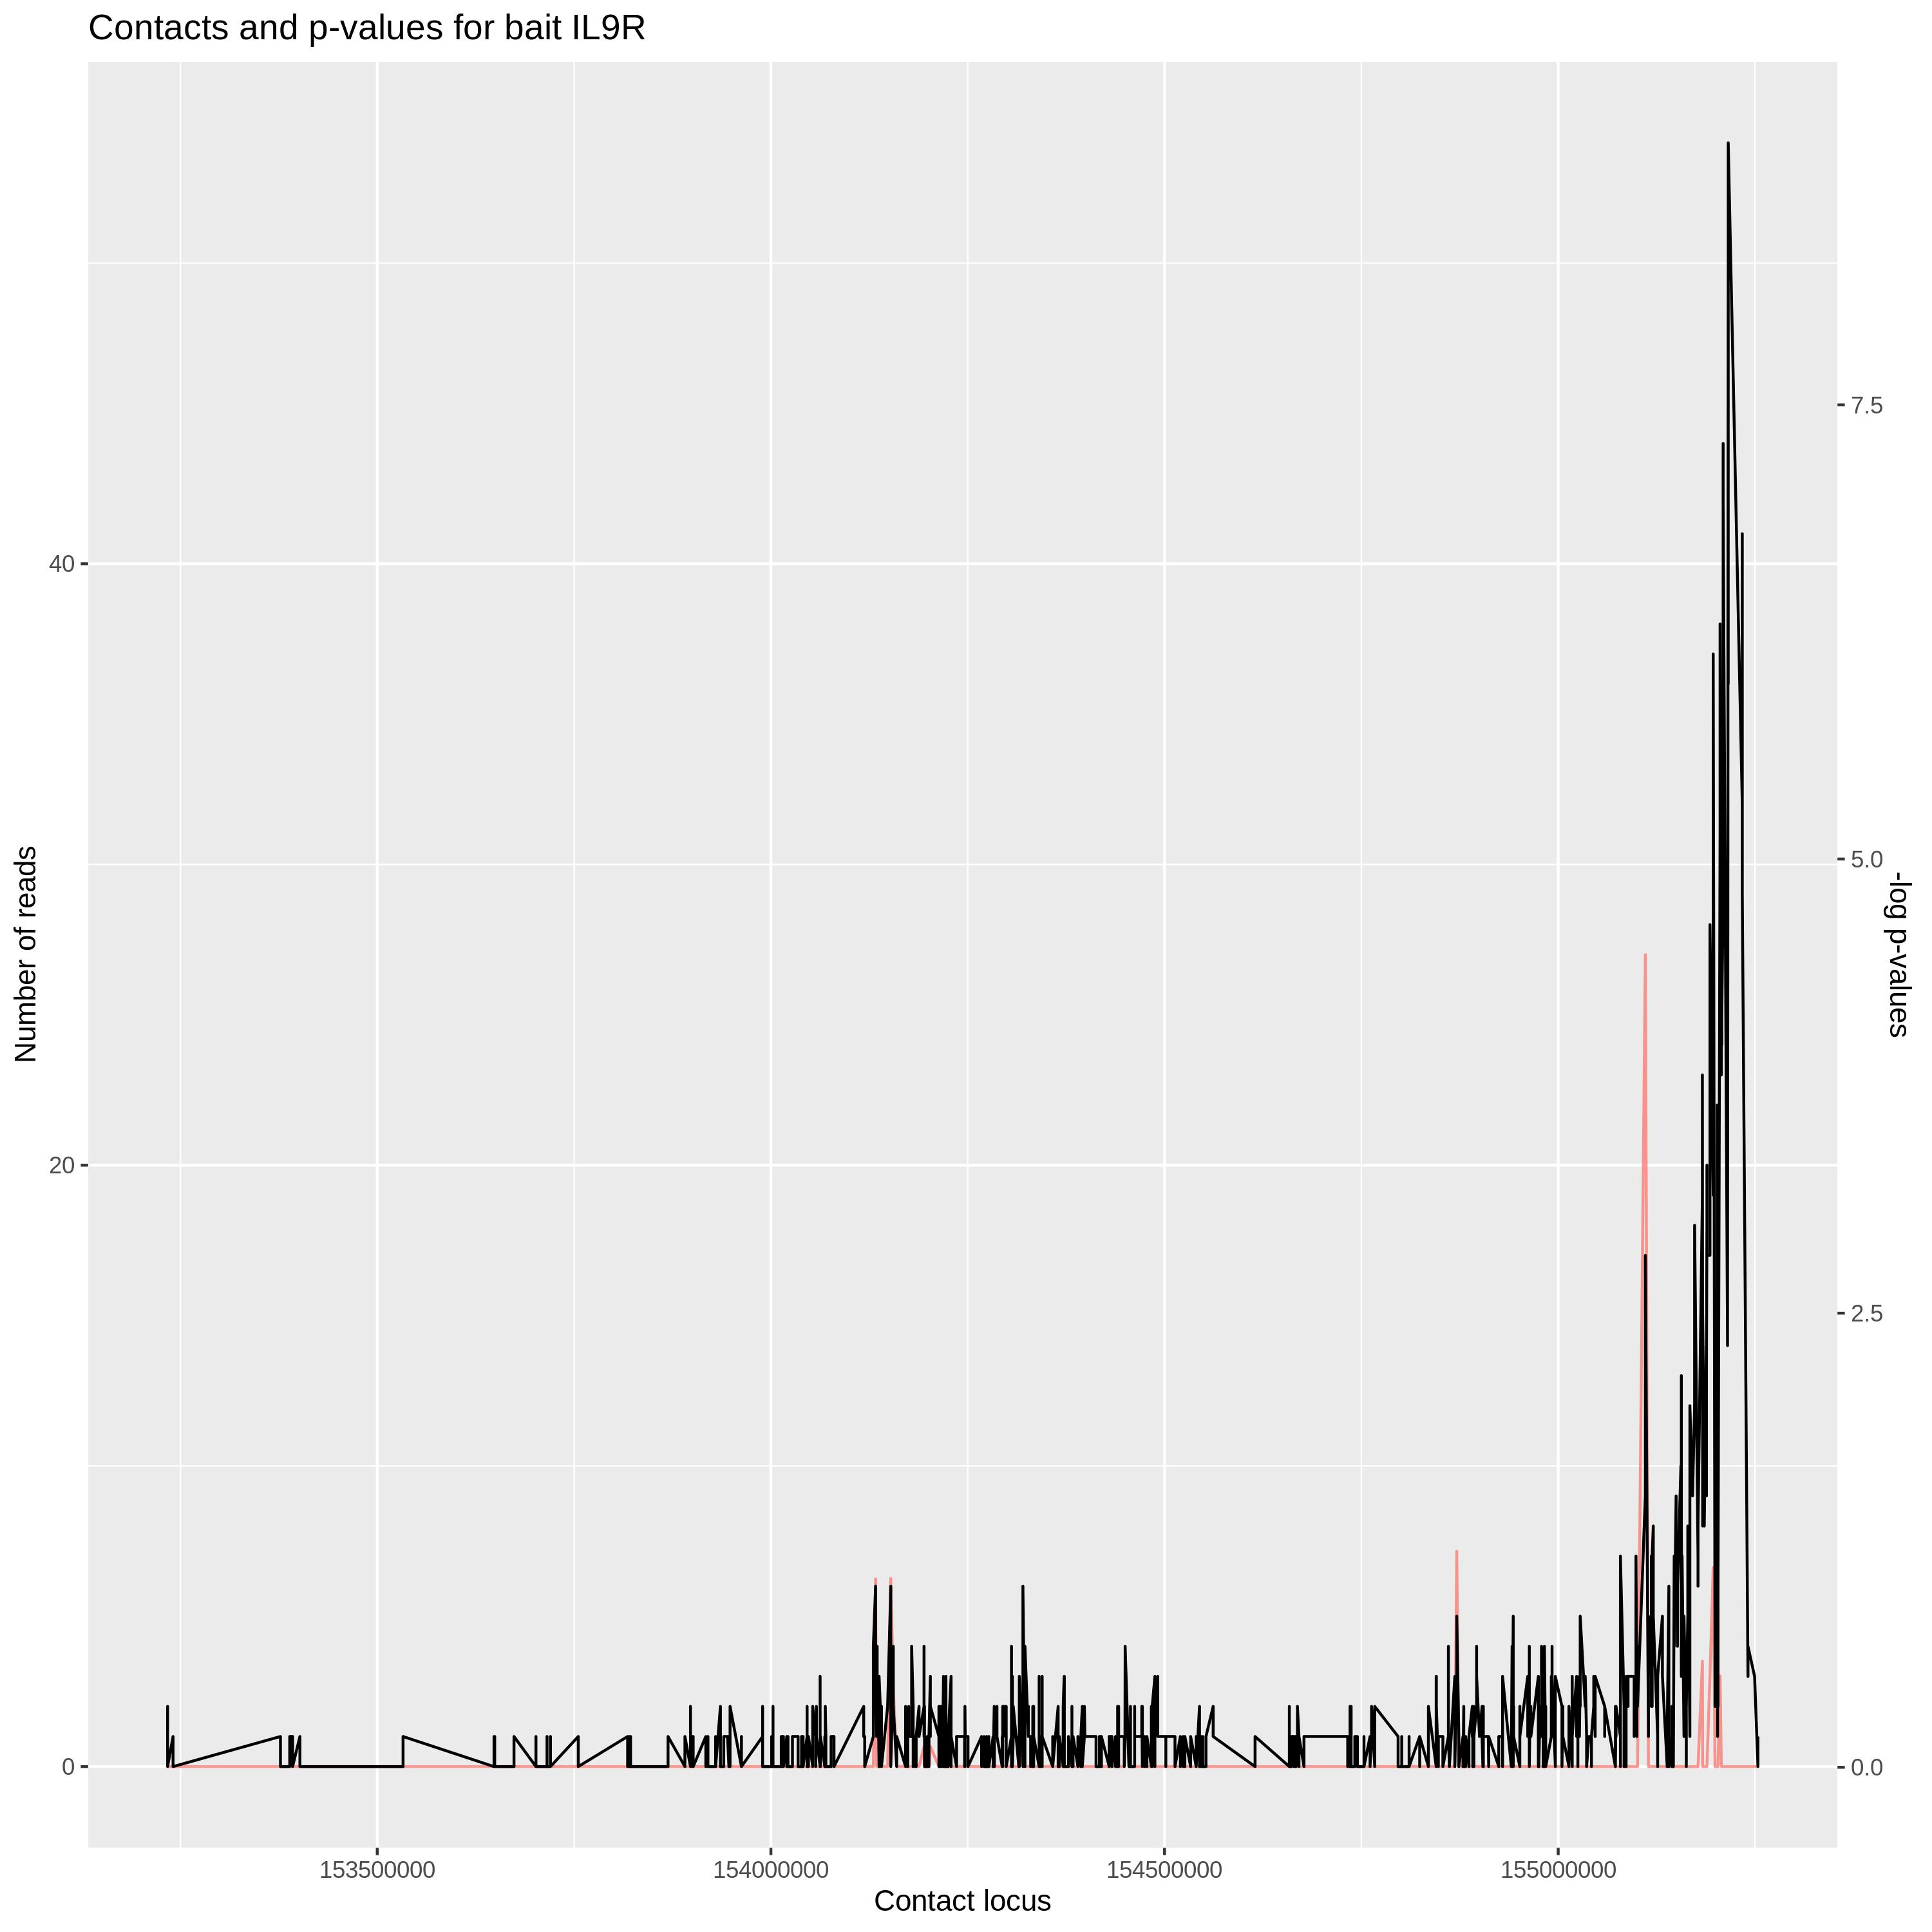 Contacts and p-values for bait IL9R
40
20
0
Number of reads
7.5
5.0
2.5
0.0
-log p-values
153500000
154000000
154500000
155000000
Contact locus